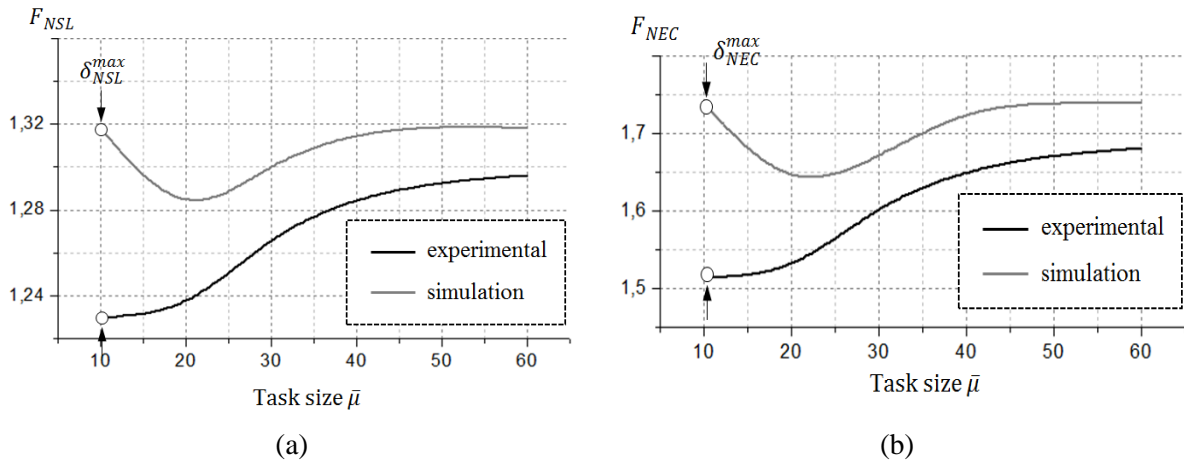 F_NSL
δ_NSL^max
1,32
1,28
1,24
experimental
simulation
10 20 30 40 50 60
Task size μ̄
(a)
F_NEC
δ_NEC^max
1,7
1,6
1,5
experimental
simulation
10 20 30 40 50 60
Task size μ̄
(b)